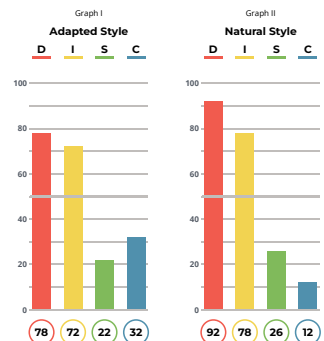 Graph I
Adapted Style
D I S C
100
80
60
40
20
0
78 72 22 32
Graph II
Natural Style
D I S C
100
80
60
40
20
0
92 78 26 12